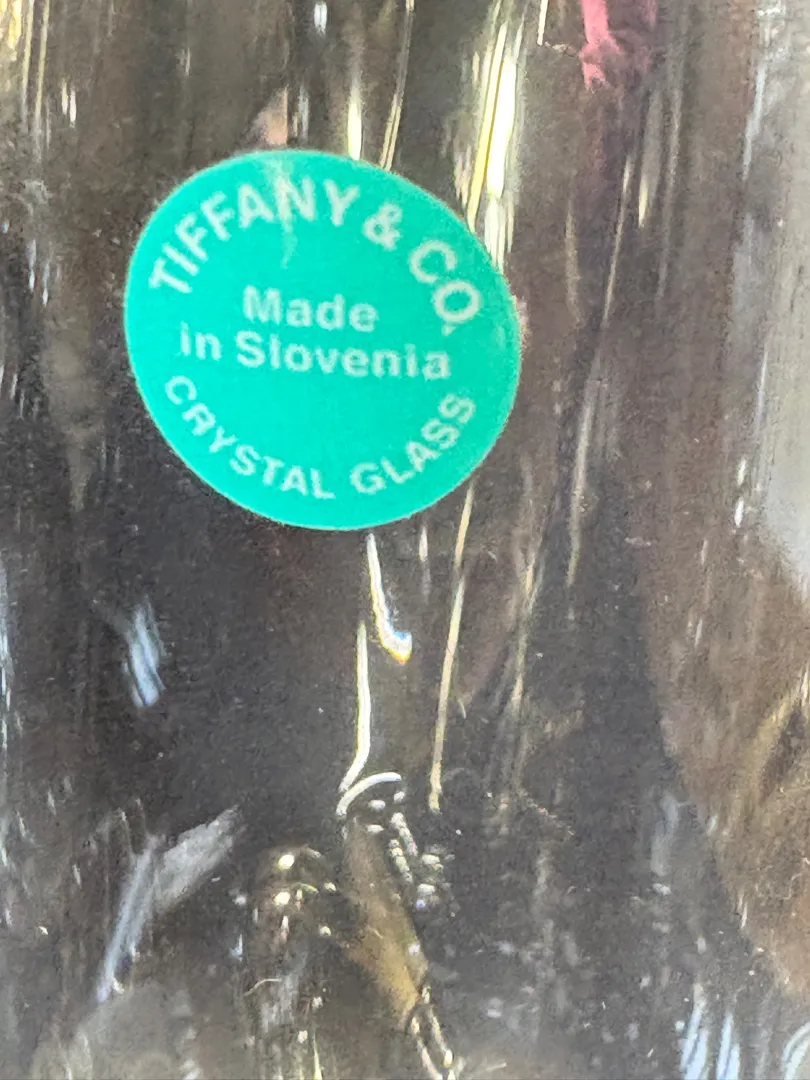 TIFFANY & CO.
Made
in Slovenia
CRYSTAL GLASS